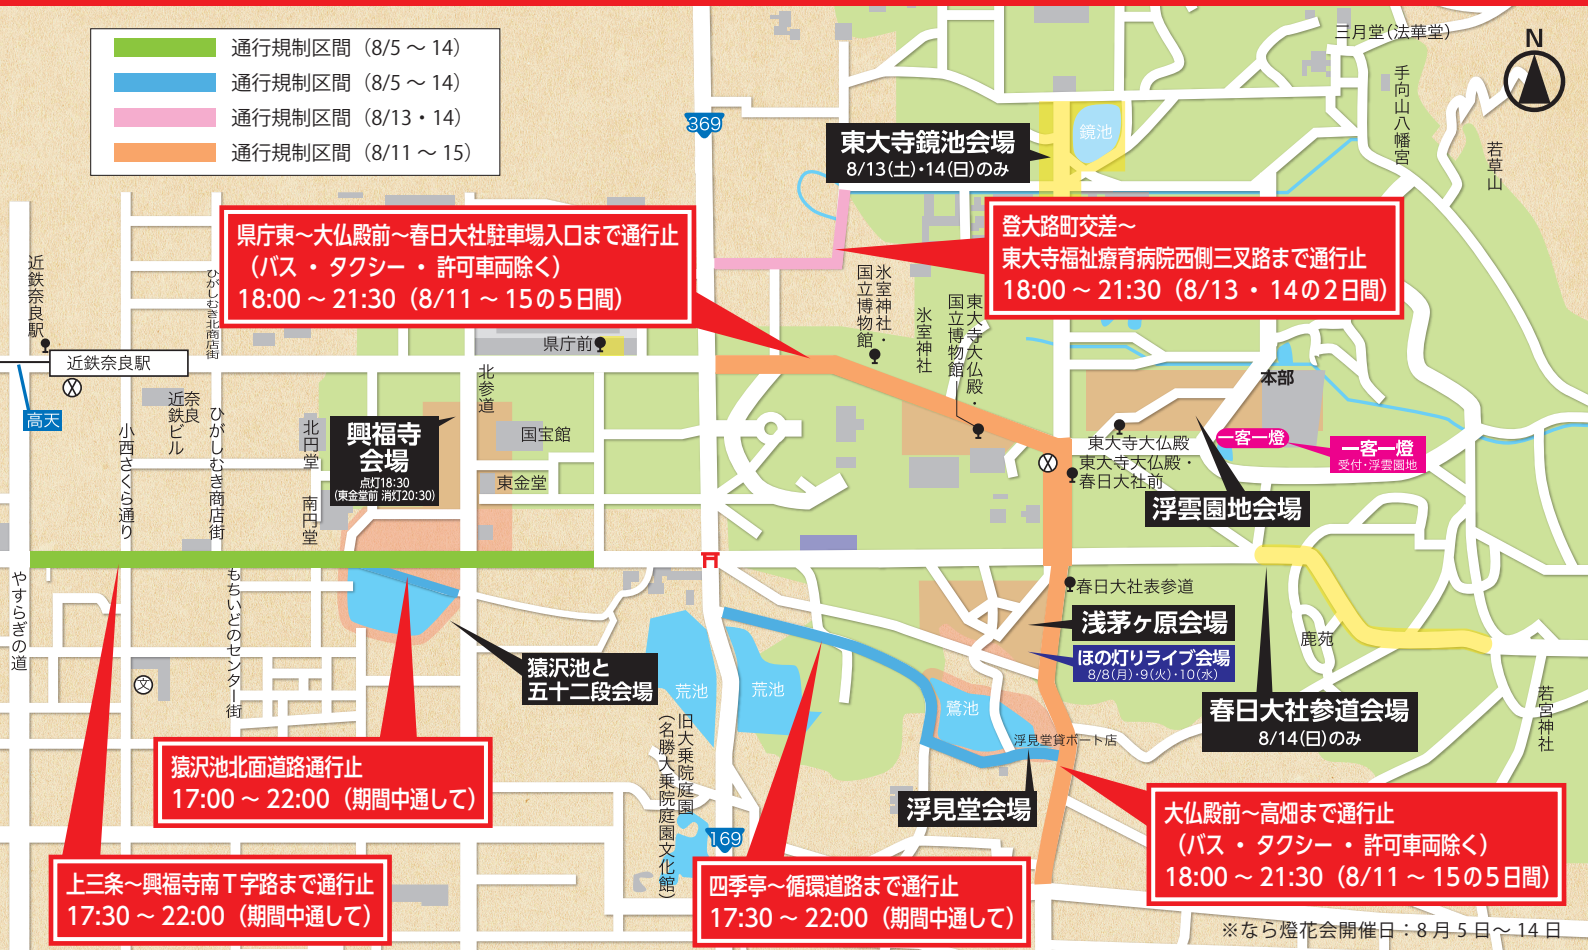 通行規制区間（8/5 ～ 14）
通行規制区間（8/5 ～ 14）
通行規制区間（8/13・14）
通行規制区間（8/11 ～ 15）
三月堂（法華堂）
N
手向山八幡宮
若草山
369
鏡池
東大寺鏡池会場
8/13(土)・14(日)のみ
県庁東～大仏殿前～春日大社駐車場入口まで通行止
（バス ・ タクシー ・ 許可車両除く）
18:00 ～ 21:30（8/11 ～ 15の５日間）
登大路町交差～
東大寺福祉療育病院西側三叉路まで通行止
18:00 ～ 21:30（8/13 ・ 14の２日間）
近鉄奈良駅
ひがしむき北商店街
近鉄奈良駅
高天
県庁前
北参道
氷室神社・
国立博物館
氷室神社
東大寺大仏殿・
国立博物館
本部
奈良
近鉄ビル
小西さくら通り
ひがしむき商店街
北円堂
南円堂
興福寺
会場
点灯18:30
(東金堂前 消灯20:30)
国宝館
東金堂
東大寺大仏殿
東大寺大仏殿・
春日大社前
一客一燈
一客一燈
受付・浮雲園地
浮雲園地会場
やすらぎの道
もちいどのセンター街
文
猿沢池と
五十二段会場
荒池
荒池
鷺池
春日大社表参道
浅茅ヶ原会場
ほの灯りライブ会場
8/8(月)・9(火)・10(水)
鹿苑
春日大社参道会場
8/14(日)のみ
若宮神社
浮見堂貸ボート店
浮見堂会場
旧大乗院庭園
（名勝大乗院庭園文化館）
169
猿沢池北面道路通行止
17:00 ～ 22:00（期間中通して）
上三条～興福寺南Ｔ字路まで通行止
17:30 ～ 22:00（期間中通して）
四季亭～循環道路まで通行止
17:30 ～ 22:00（期間中通して）
大仏殿前～高畑まで通行止
（バス ・ タクシー ・ 許可車両除く）
18:00 ～ 21:30（8/11 ～ 15の５日間）
※なら燈花会開催日：8 月 5 日～ 14 日